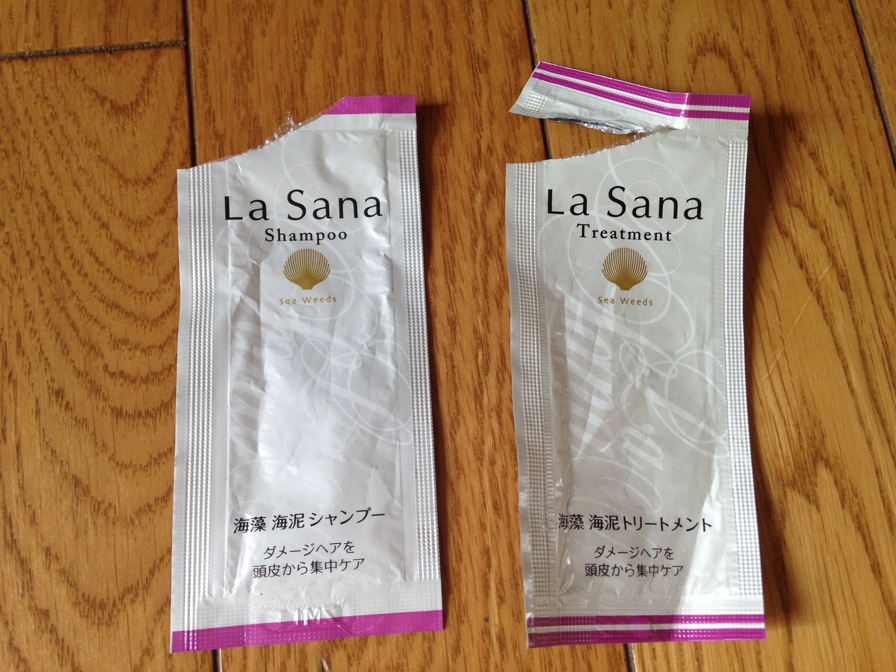 La Sana
Shampoo
Sea Weeds
海藻 海泥シャンプー
ダメージヘアを
頭皮から集中ケア
La Sana
Treatment
Sea Weeds
海藻 海泥トリートメント
ダメージヘアを
頭皮から集中ケア